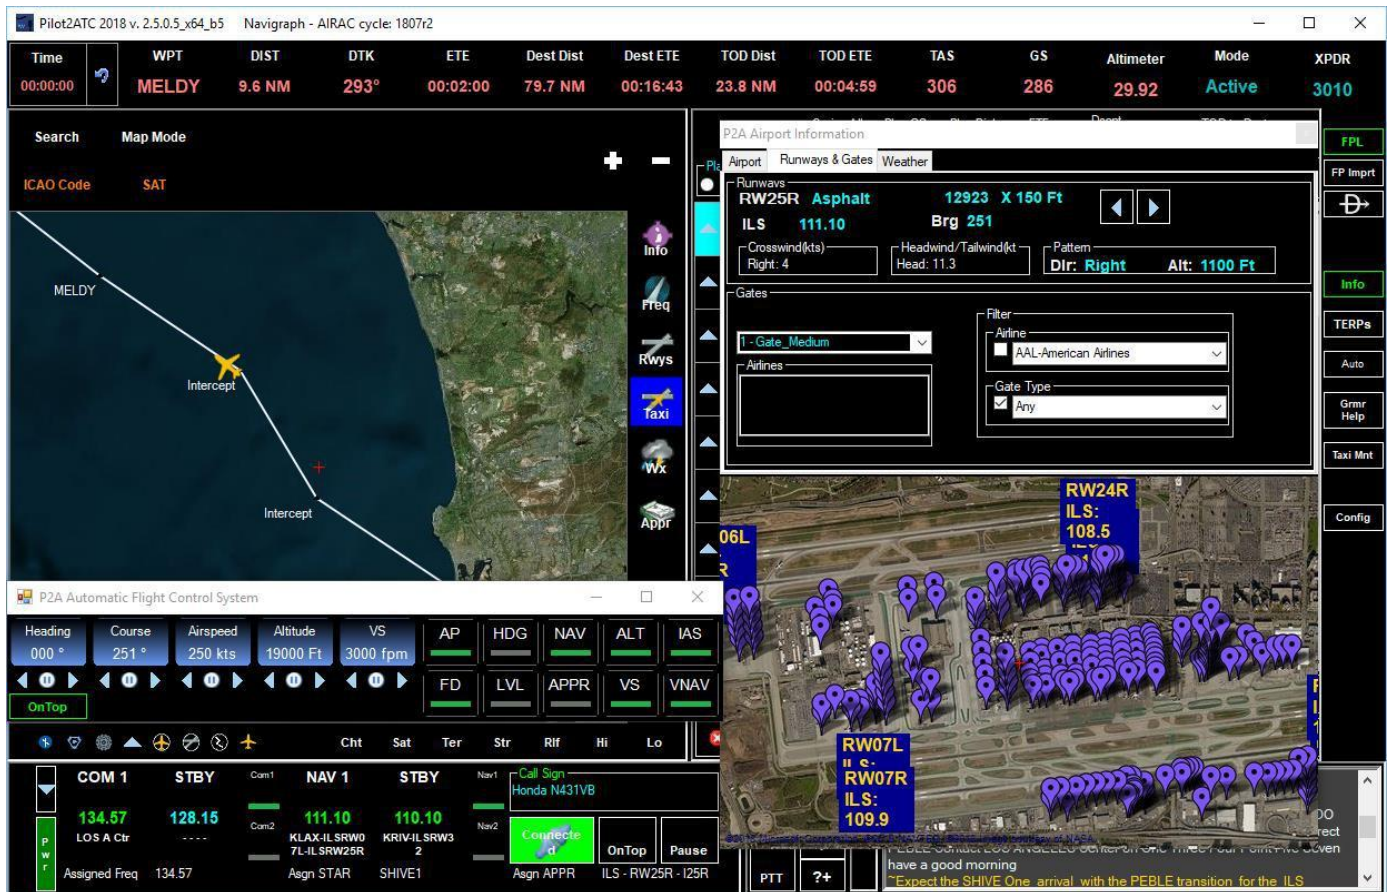 Pilot2ATC 2018 v. 2.5.0.5_x64_b5 Navigraph - AIRAC cycle: 1807r2
Time WPT DIST DTK ETE Dest Dist Dest ETE TOD Dist TOD ETE TAS GS Altimeter Mode XPDR
00:00:00 MELDY 9.6 NM 293° 00:02:00 79.7 NM 00:16:43 23.8 NM 00:04:59 306 286 29.92 Active 3010
Search Map Mode
ICAO Code SAT
MELDY
Intercept
Intercept
Info
Freq
Rwys
Taxi
Wx
Appr
P2A Airport Information
Airport Runways & Gates Weather
Runways
RW25R Asphalt 12923 X 150 Ft
ILS 111.10 Brg 251
Crosswind(kts) Headwind/Tailwind(kt Pattern
Right: 4 Head: 11.3 DIr: Right Alt: 1100 Ft
Gates
Filter
Airline
1 - Gate_Medium
AAL-American Airlines
Airlines
Gate Type
Any
FPL
FP Imprt
Info
TERPs
Auto
Grmr
Help
Taxi Mnt
Config
RW24R
ILS:
108.5
06L
R
RW07L
RW07R
ILS:
109.9
P2A Automatic Flight Control System
Heading Course Airspeed Altitude VS AP HDG NAV ALT IAS
000 ° 251 ° 250 kts 19000 Ft 3000 fpm
FD LVL APPR VS VNAV
OnTop
Cht Sat Ter Str Rlf Hi Lo
COM 1 STBY Com1 NAV 1 STBY Nav1 Call Sign
Honda N431VB
134.57 128.15 111.10 110.10
LOS A Ctr - - - - Com2 KLAX-ILSRW0 KRIV-ILSRW3 Nav2
7L-ILSRW25R 2
Connecte
d
OnTop Pause
Pwr
Assigned Freq 134.57 Asgn STAR SHIVE1 Asgn APPR ILS - RW25R - I25R
PTT ?+
have a good morning
~Expect the SHIVE One arrival with the PEBLE transition for the ILS